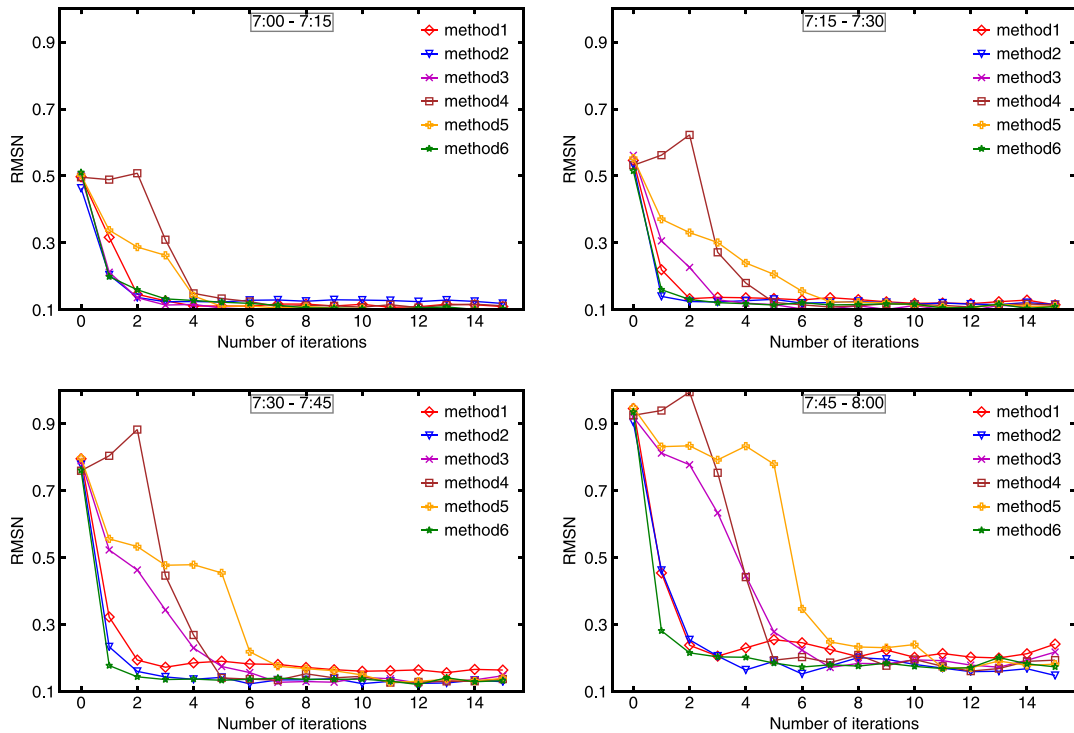 7:00 - 7:15
0.9
0.7
0.5
0.3
0.1
RMSN
method1
method2
method3
method4
method5
method6
0 2 4 6 8 10 12 14
Number of iterations
7:15 - 7:30
0.9
0.7
0.5
0.3
0.1
RMSN
method1
method2
method3
method4
method5
method6
0 2 4 6 8 10 12 14
Number of iterations
7:30 - 7:45
0.9
0.7
0.5
0.3
0.1
RMSN
method1
method2
method3
method4
method5
method6
0 2 4 6 8 10 12 14
Number of iterations
7:45 - 8:00
0.9
0.7
0.5
0.3
0.1
RMSN
method1
method2
method3
method4
method5
method6
0 2 4 6 8 10 12 14
Number of iterations